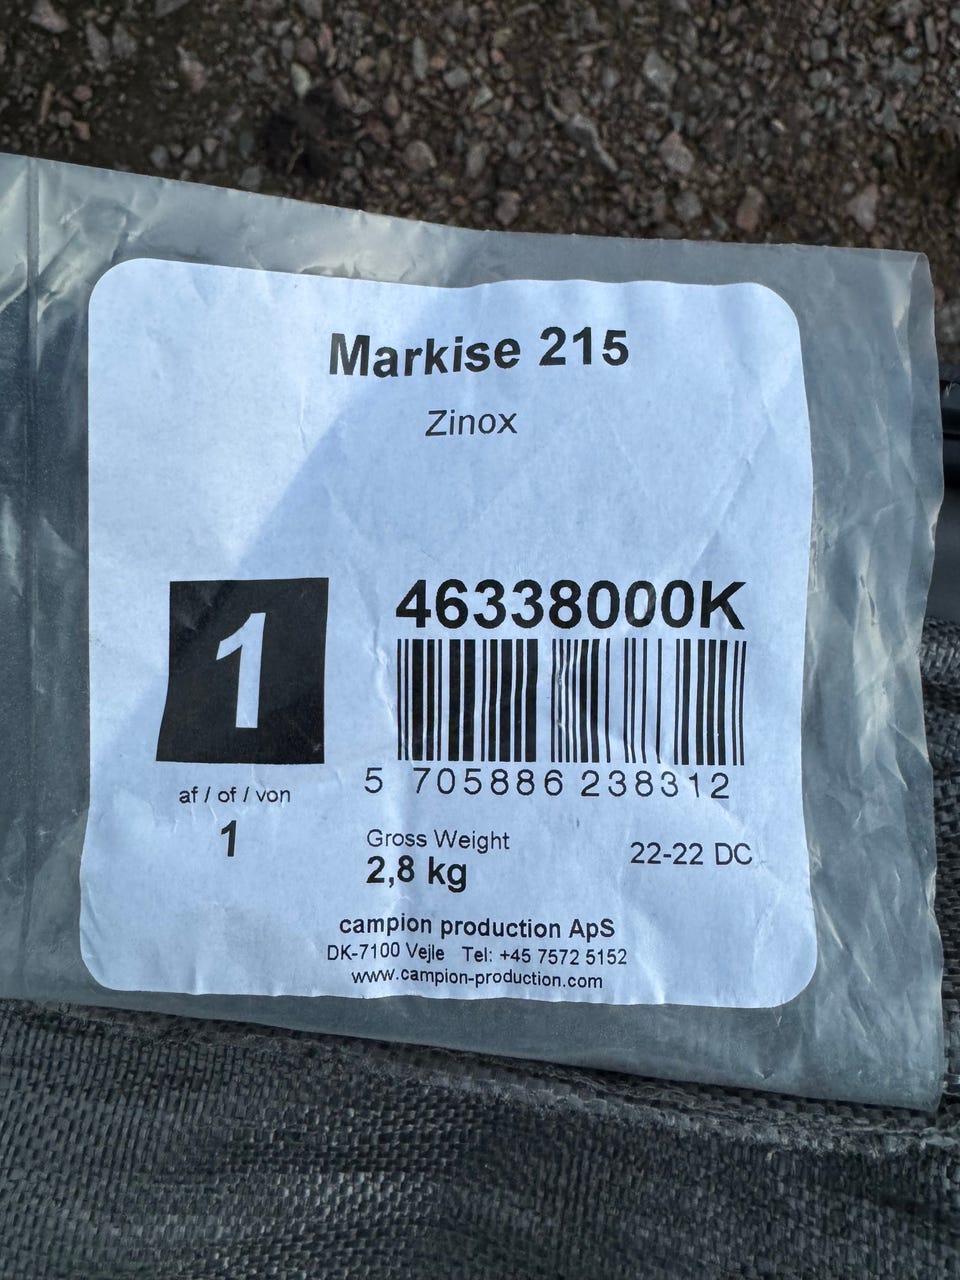 Markise 215
Zinox
1
af / of / von
1
46338000K
5 705886 238312
Gross Weight
2,8 kg
22-22 DC
campion production ApS
DK-7100 Vejle Tel: +45 7572 5152
www.campion-production.com